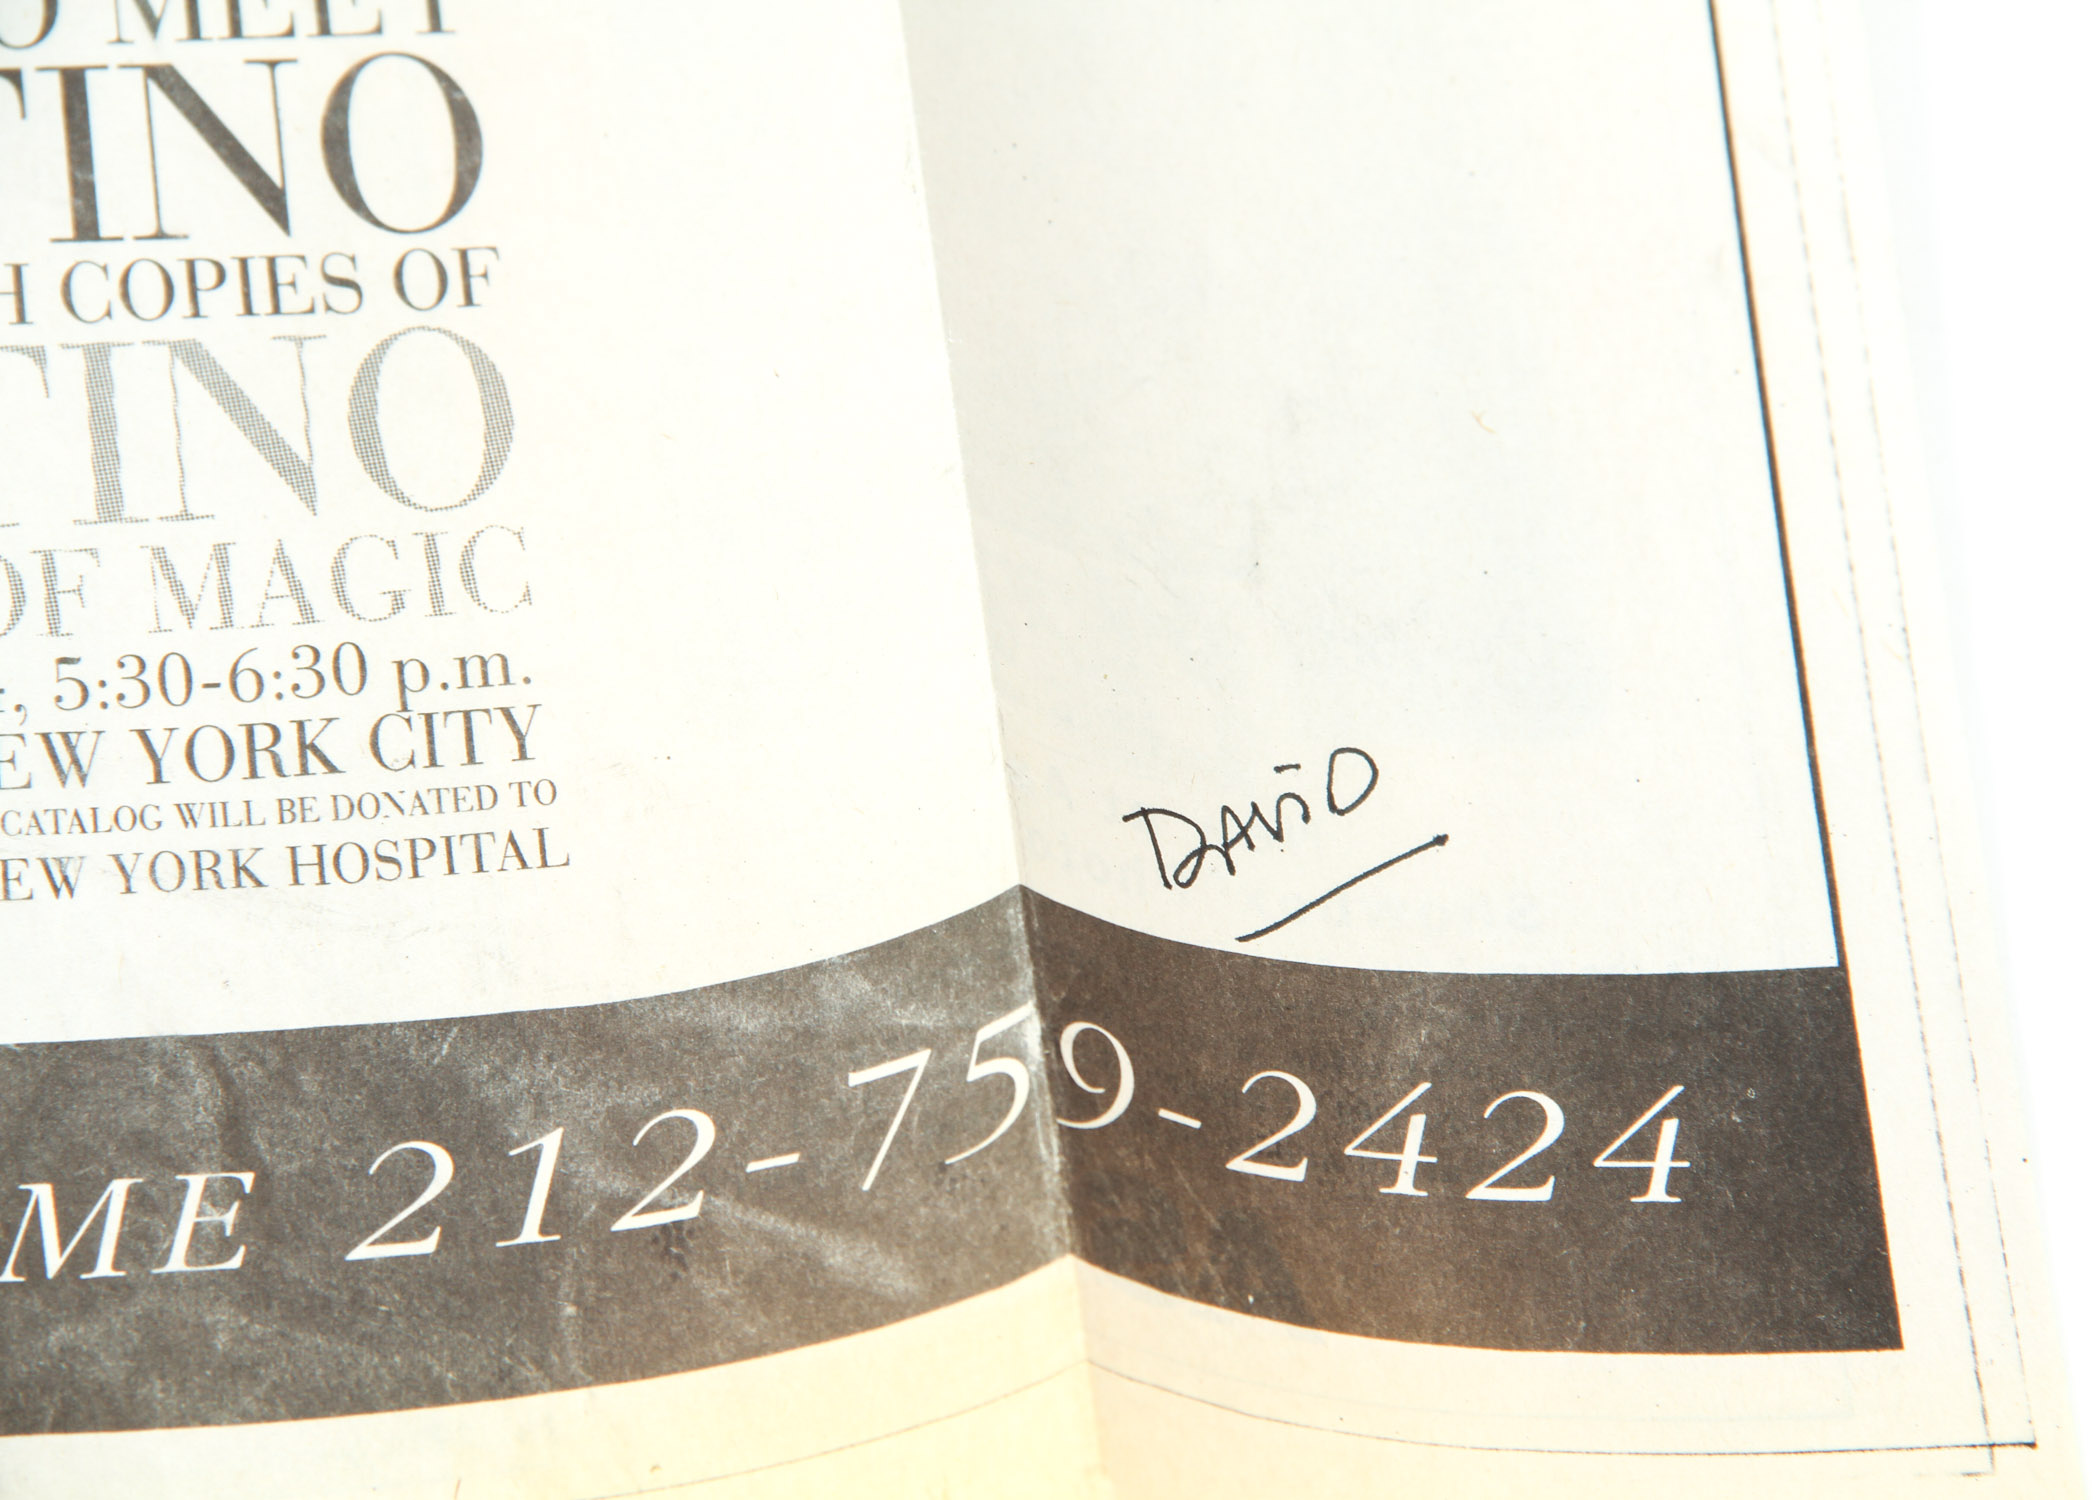 O MEET
TINO
H COPIES OF
TINO
OF MAGIC
, 5:30-6:30 p.m.
EW YORK CITY
CATALOG WILL BE DONATED TO
EW YORK HOSPITAL
DAVID
ME 212-759-2424